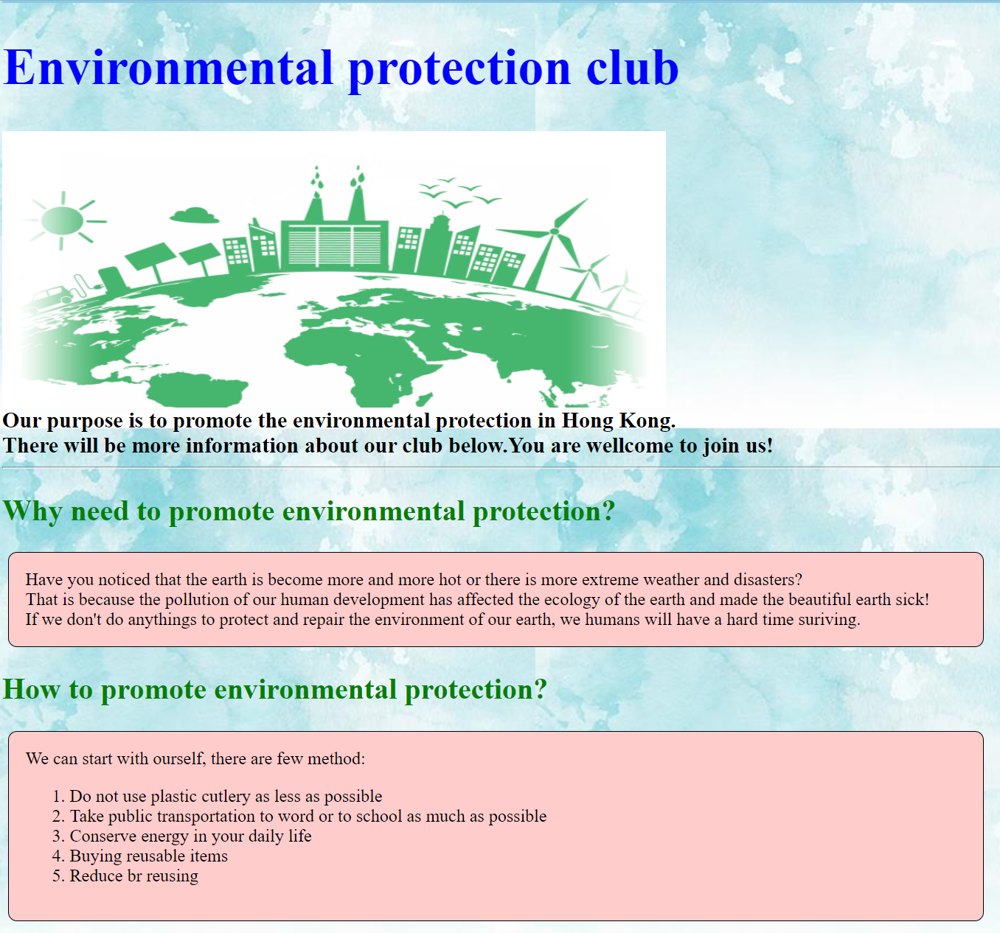 Environmental protection club
Our purpose is to promote the environmental protection in Hong Kong.
There will be more information about our club below.You are wellcome to join us!
Why need to promote environmental protection?
Have you noticed that the earth is become more and more hot or there is more extreme weather and disasters?
That is because the pollution of our human development has affected the ecology of the earth and made the beautiful earth sick!
If we don't do anythings to protect and repair the environment of our earth, we humans will have a hard time suriving.
How to promote environmental protection?
We can start with ourself, there are few method:
1. Do not use plastic cutlery as less as possible
2. Take public transportation to word or to school as much as possible
3. Conserve energy in your daily life
4. Buying reusable items
5. Reduce br reusing